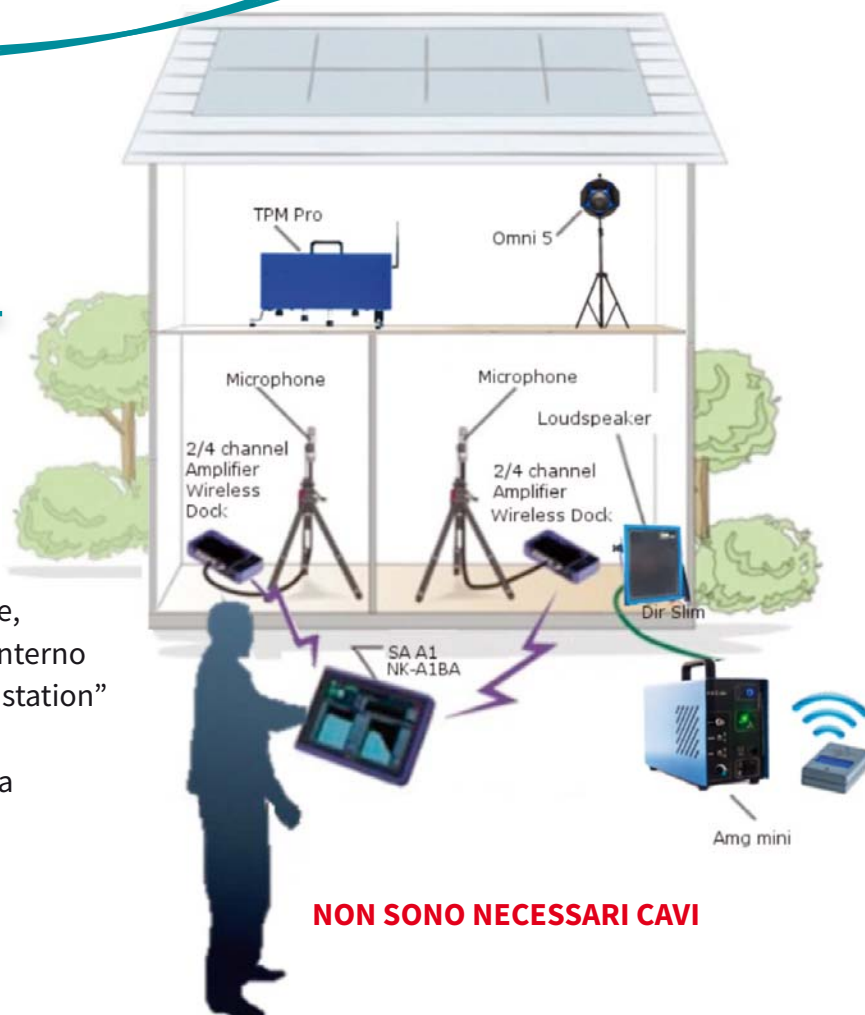 TPM Pro
Omni 5
Microphone
Microphone
Loudspeaker
2/4 channel
Amplifier
Wireless
Dock
2/4 channel
Amplifier
Wireless Dock
Dir Slim
e,
nterno
station”
a
SA A1
NK-A1BA
Amg mini
NON SONO NECESSARI CAVI